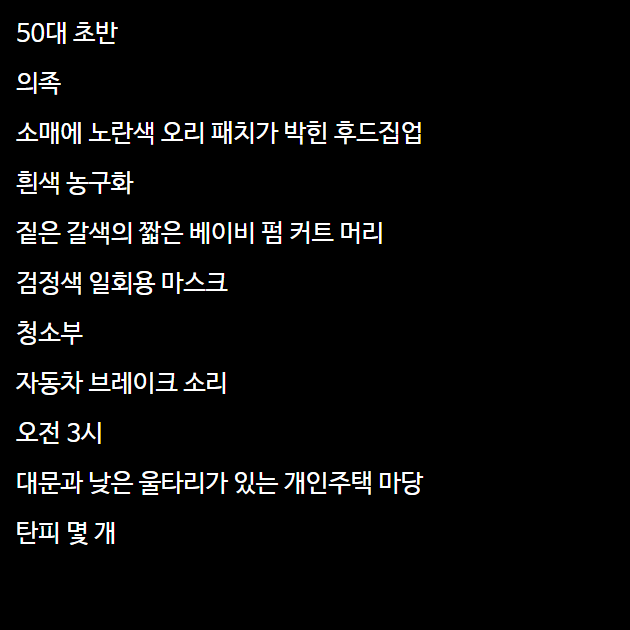 50대 초반
의족
소매에 노란색 오리 패치가 박힌 후드집업
흰색 농구화
짙은 갈색의 짧은 베이비 펌 커트 머리
검정색 일회용 마스크
청소부
자동차 브레이크 소리
오전 3시
대문과 낮은 울타리가 있는 개인주택 마당
탄피 몇 개